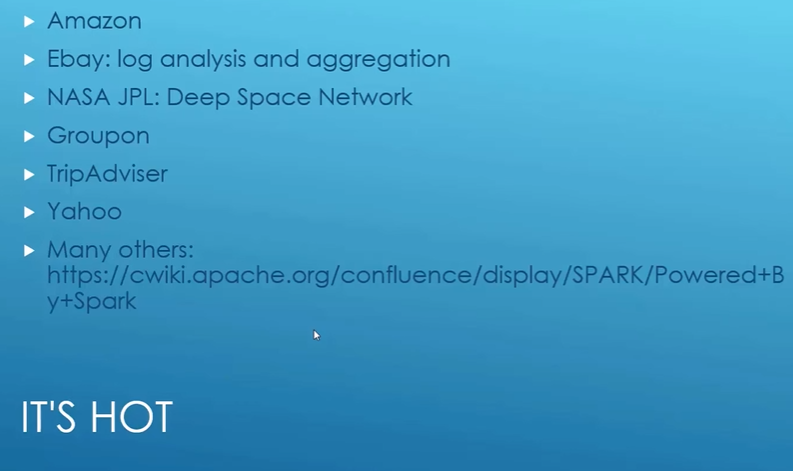 Amazon
Ebay: log analysis and aggregation
NASA JPL: Deep Space Network
Groupon
TripAdviser
Yahoo
Many others:
https://cwiki.apache.org/confluence/display/SPARK/Powered+B
y+Spark
IT'S HOT